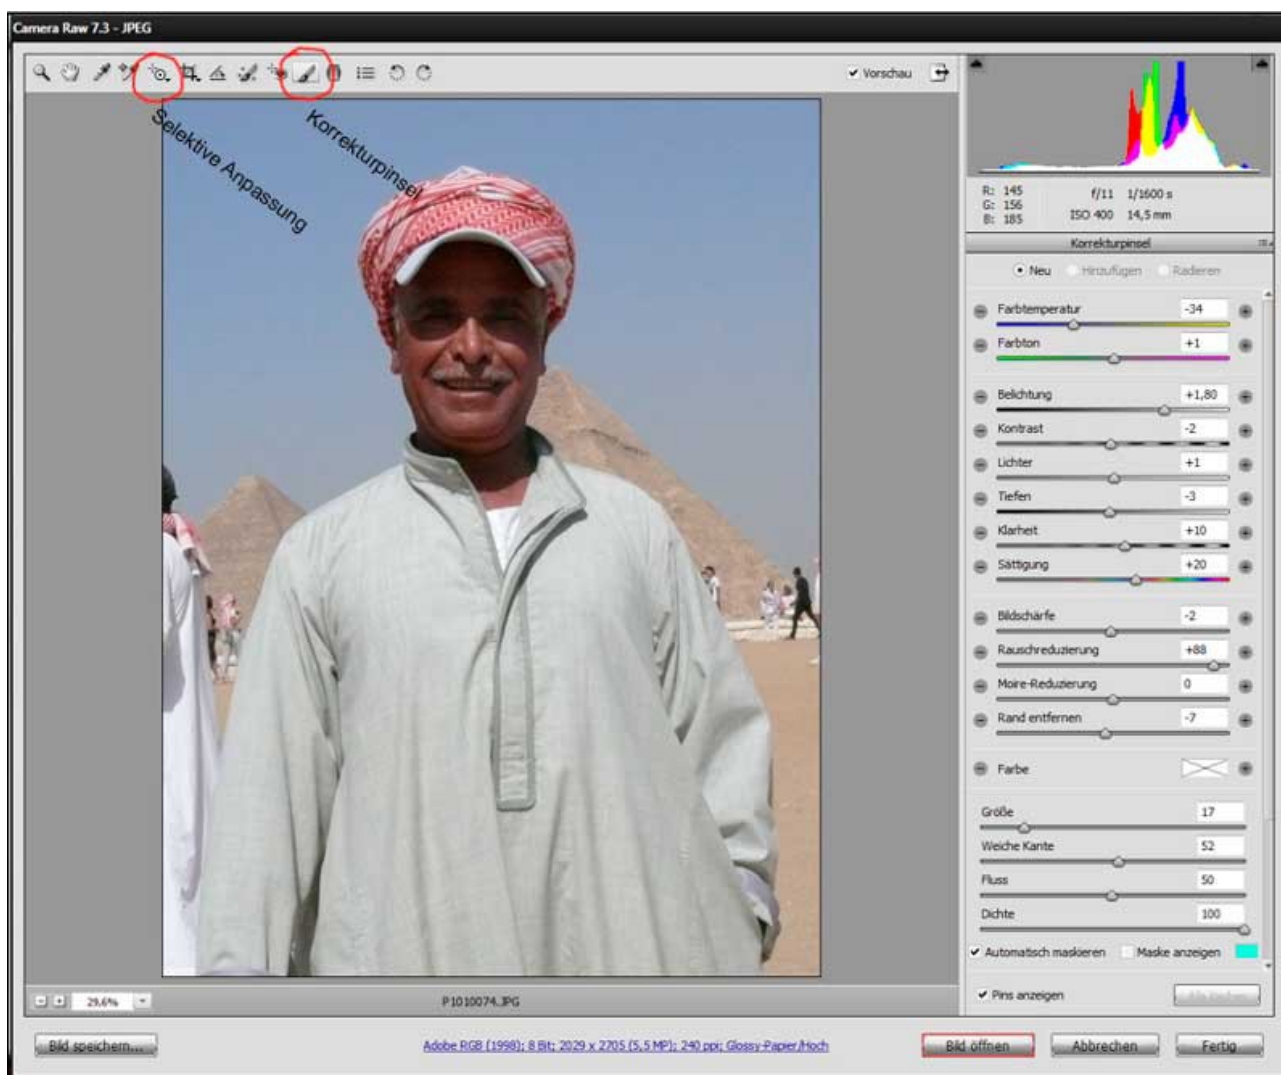 Camera Raw 7.3 - JPEG
Vorschau
Selektive Anpassung
Korrekturpinsel
R: 145
G: 156
B: 185
f/11 1/1600 s
ISO 400 14,5 mm
Korrekturpinsel
Neu Hinzufügen Radieren
Farbtemperatur -34
Farbton +1
Belichtung +1,80
Kontrast -2
Lichter +1
Tiefen -3
Klarheit +10
Sättigung +20
Bildschärfe -2
Rauschreduzierung +88
Moire-Reduzierung 0
Rand entfernen -7
Farbe
Größe 17
Weiche Kante 52
Fluss 50
Dichte 100
Automatisch maskieren Maske anzeigen
Pins anzeigen
29,6% P1010074.JPG
Bild speichern... Adobe RGB (1998); 8 Bit; 2029 x 2705 (5,5 MP); 240 ppi; Glossy-Papier/Hoch Bild öffnen Abbrechen Fertig